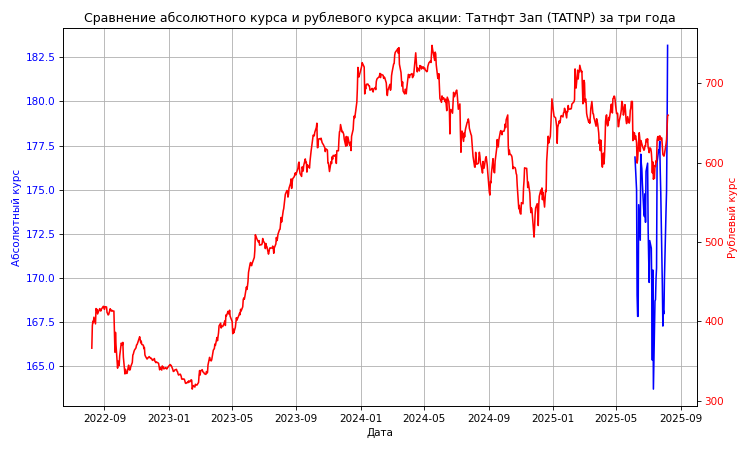 Сравнение абсолютного курса и рублевого курса акции: Татнфт 3ап (TATNP) за три года
Абсолютный курс
182.5
180.0
177.5
175.0
172.5
170.0
167.5
165.0
700
600
500
400
300
Рублевый курс
2022-09 2023-01 2023-05 2023-09 2024-01 2024-05 2024-09 2025-01 2025-05 2025-09
Дата